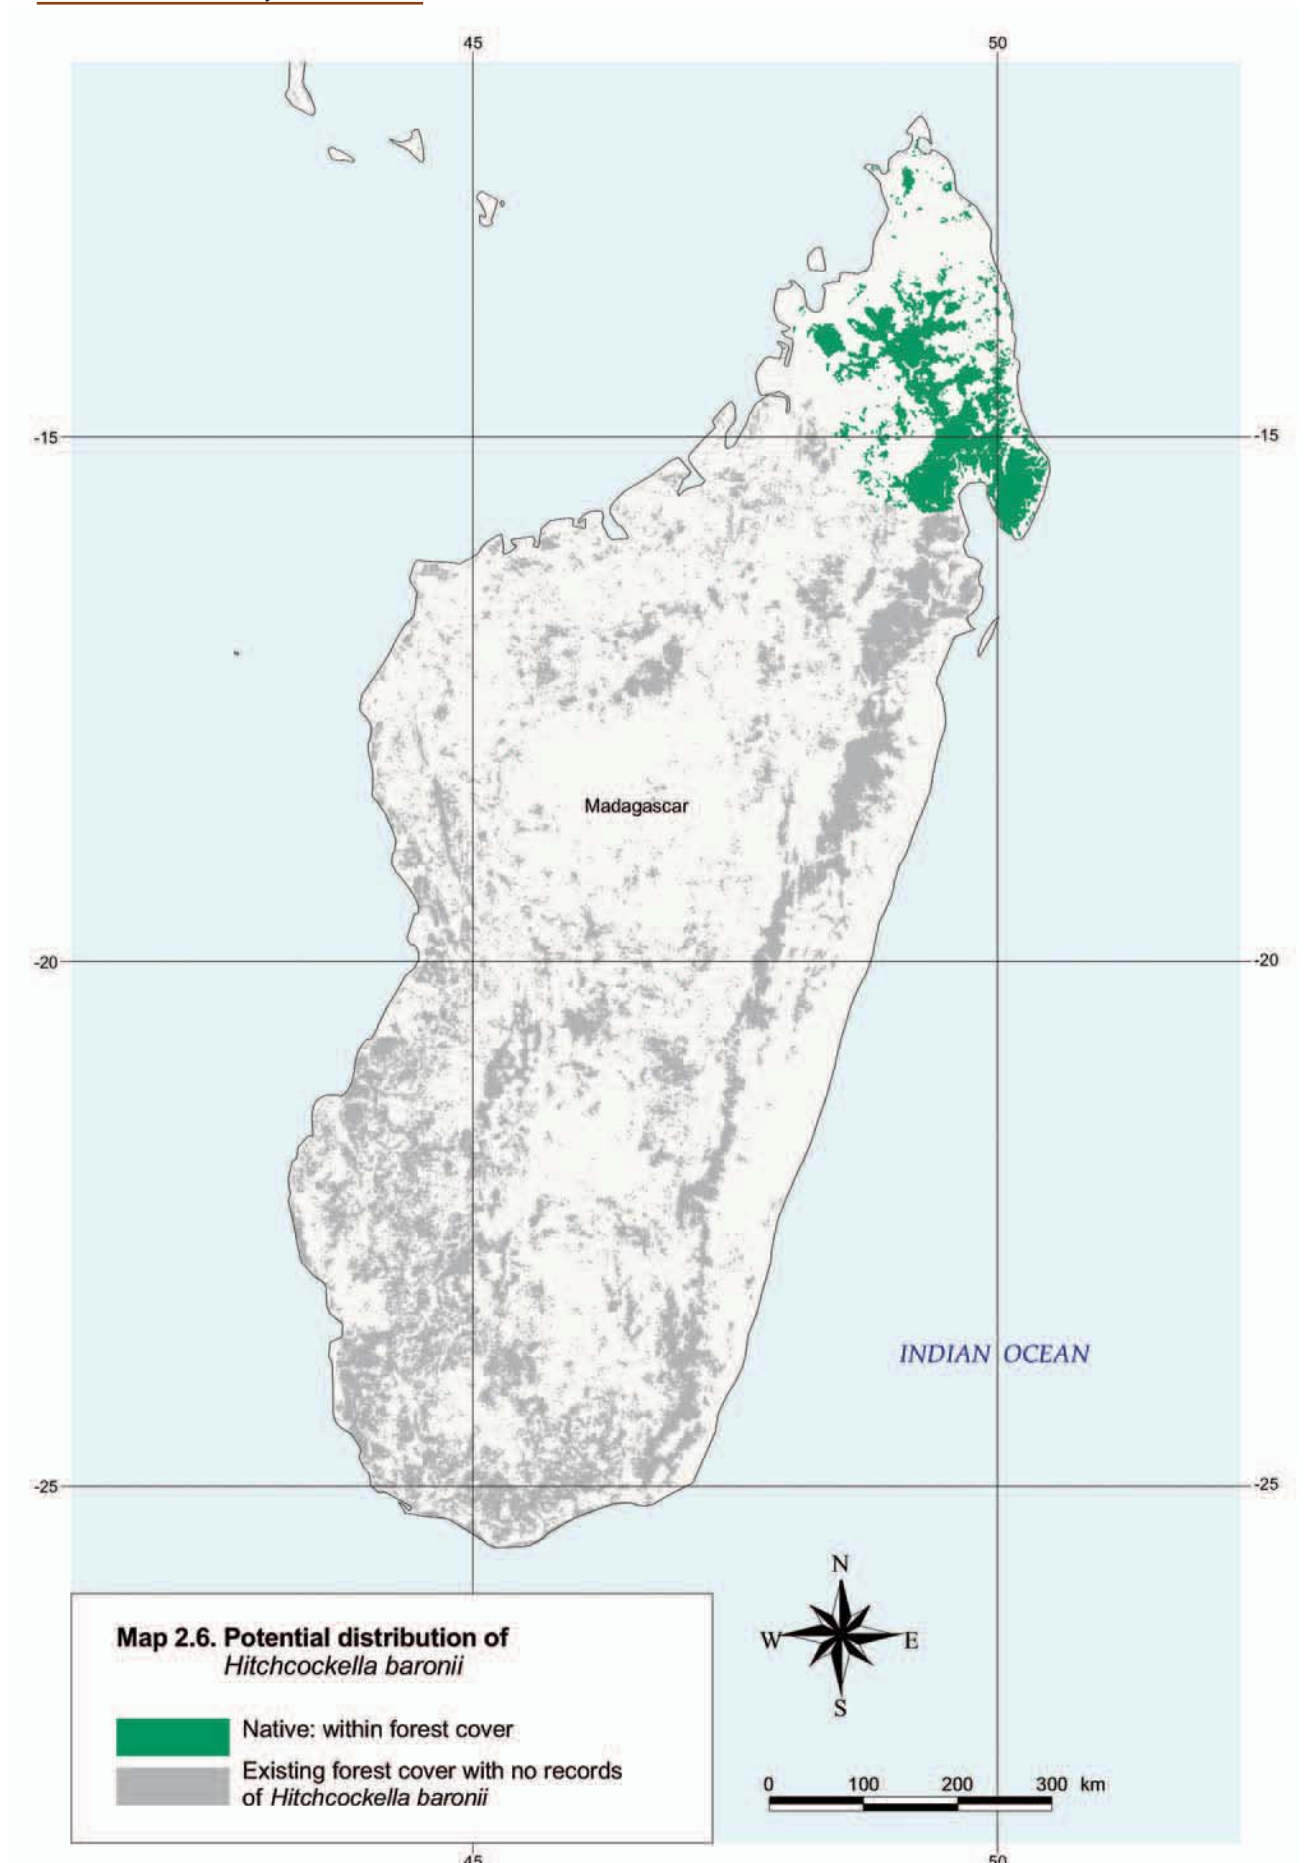 45 50
-15 -15
Madagascar
-20 -20
INDIAN OCEAN
-25 -25
N
W E
S
Map 2.6. Potential distribution of
Hitchcockella baronii
Native: within forest cover
Existing forest cover with no records
of Hitchcockella baronii
0 100 200 300 km
45 50